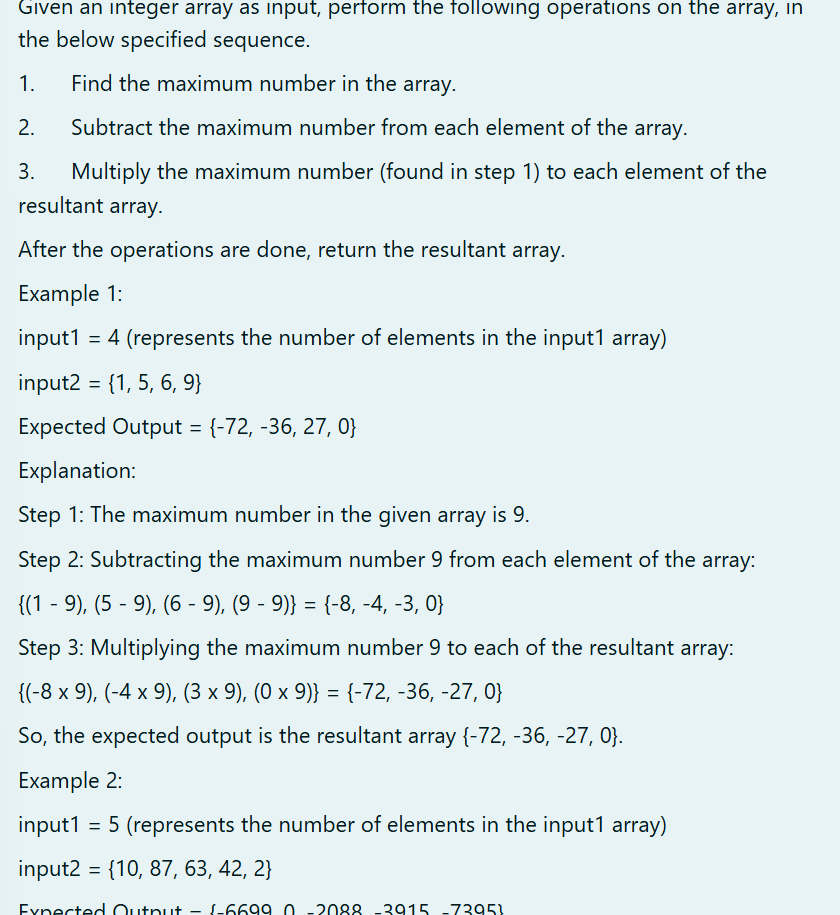 Given an integer array as input, perform the following operations on the array, in
the below specified sequence.
1. Find the maximum number in the array.
2. Subtract the maximum number from each element of the array.
3. Multiply the maximum number (found in step 1) to each element of the
resultant array.
After the operations are done, return the resultant array.
Example 1:
input1 = 4 (represents the number of elements in the input1 array)
input2 = {1, 5, 6, 9}
Expected Output = {-72, -36, 27, 0}
Explanation:
Step 1: The maximum number in the given array is 9.
Step 2: Subtracting the maximum number 9 from each element of the array:
{(1 - 9), (5 - 9), (6 - 9), (9 - 9)} = {-8, -4, -3, 0}
Step 3: Multiplying the maximum number 9 to each of the resultant array:
{(-8 x 9), (-4 x 9), (3 x 9), (0 x 9)} = {-72, -36, -27, 0}
So, the expected output is the resultant array {-72, -36, -27, 0}.
Example 2:
input1 = 5 (represents the number of elements in the input1 array)
input2 = {10, 87, 63, 42, 2}
Expected Output = {-6699, 0, -2088, -3915, -7395}